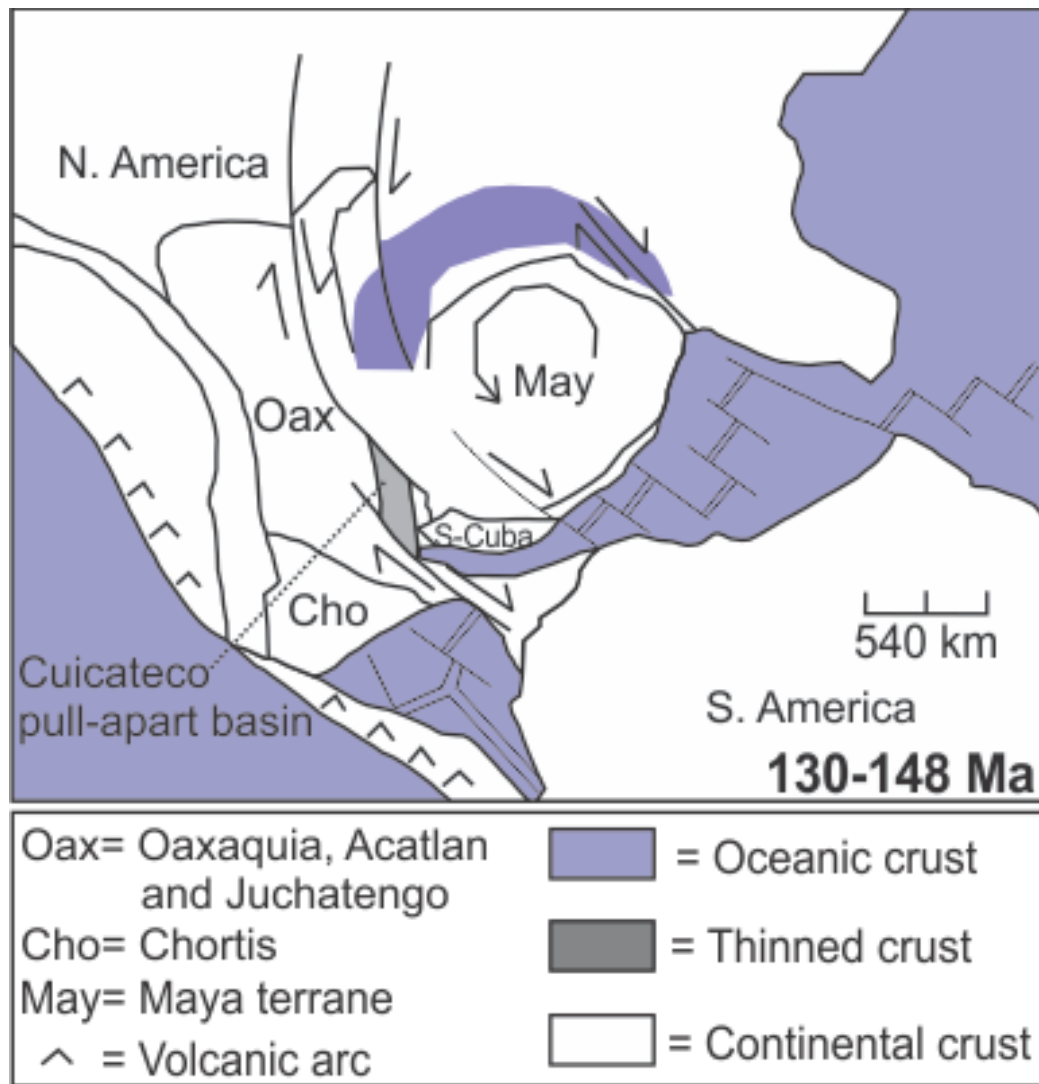 N. America
Oax
May
S-Cuba
Cho
540 km
Cuicateco
pull-apart basin
S. America
130-148 Ma
Oax= Oaxaquia, Acatlan
and Juchatengo
Cho= Chortis
May= Maya terrane
^ = Volcanic arc
= Oceanic crust
= Thinned crust
= Continental crust